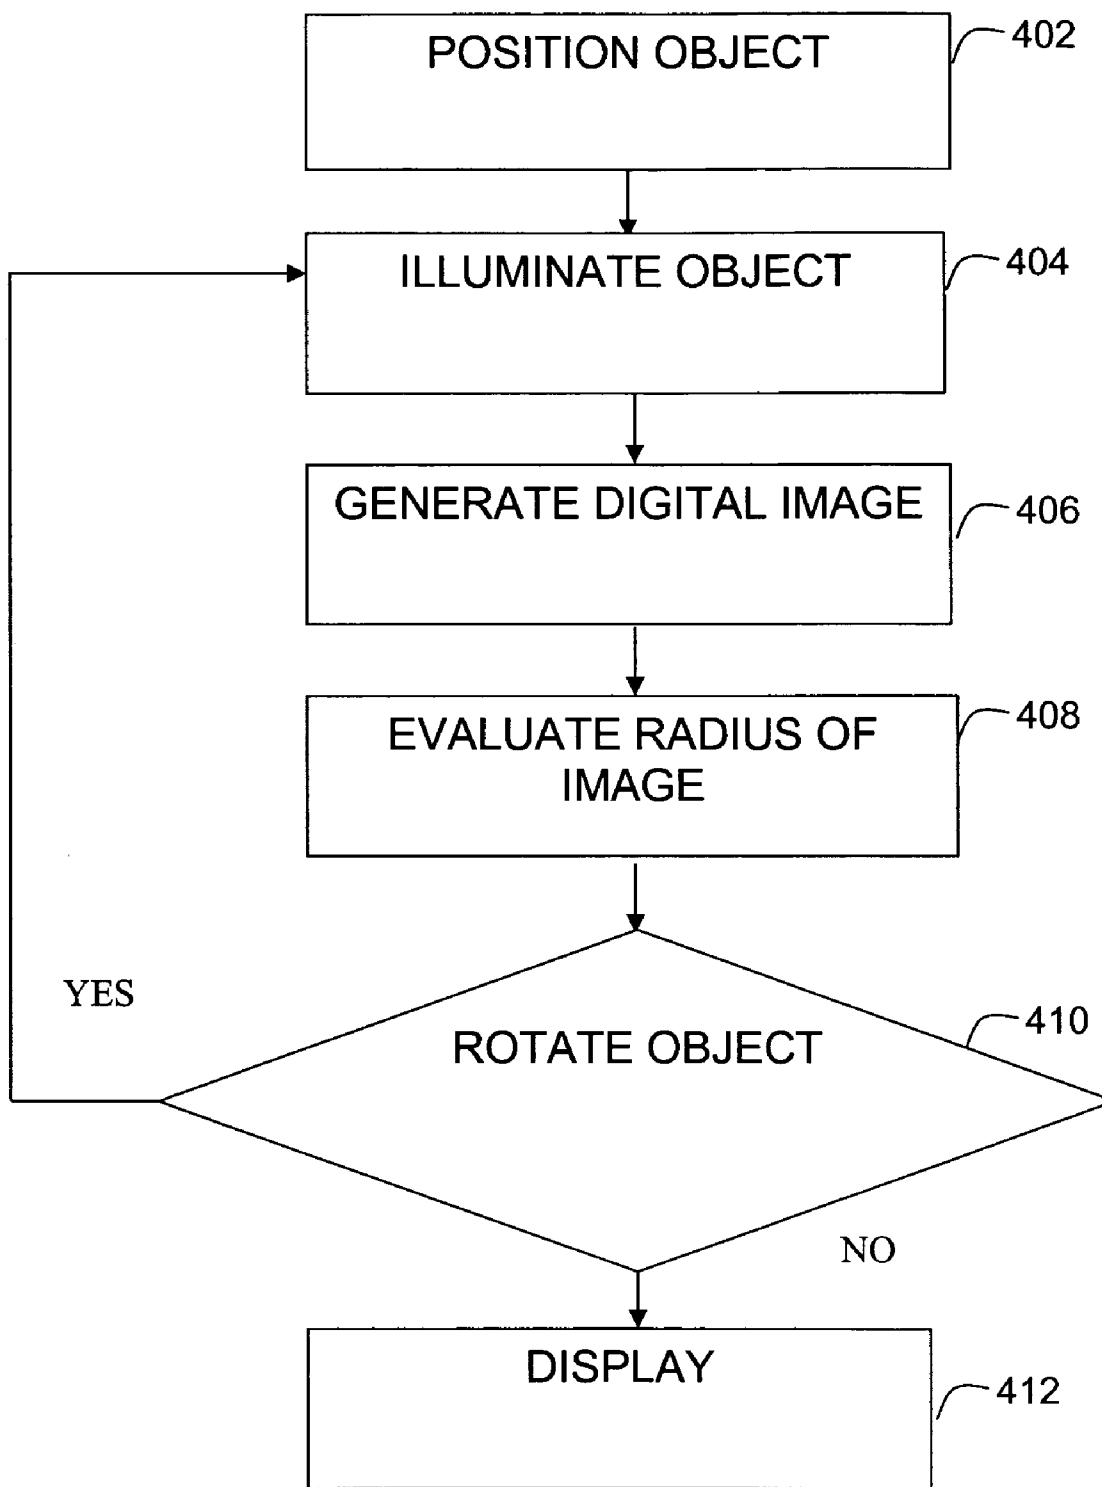 POSITION OBJECT
402
ILLUMINATE OBJECT
404
GENERATE DIGITAL IMAGE
406
EVALUATE RADIUS OF
IMAGE
408
YES
ROTATE OBJECT
410
NO
DISPLAY
412